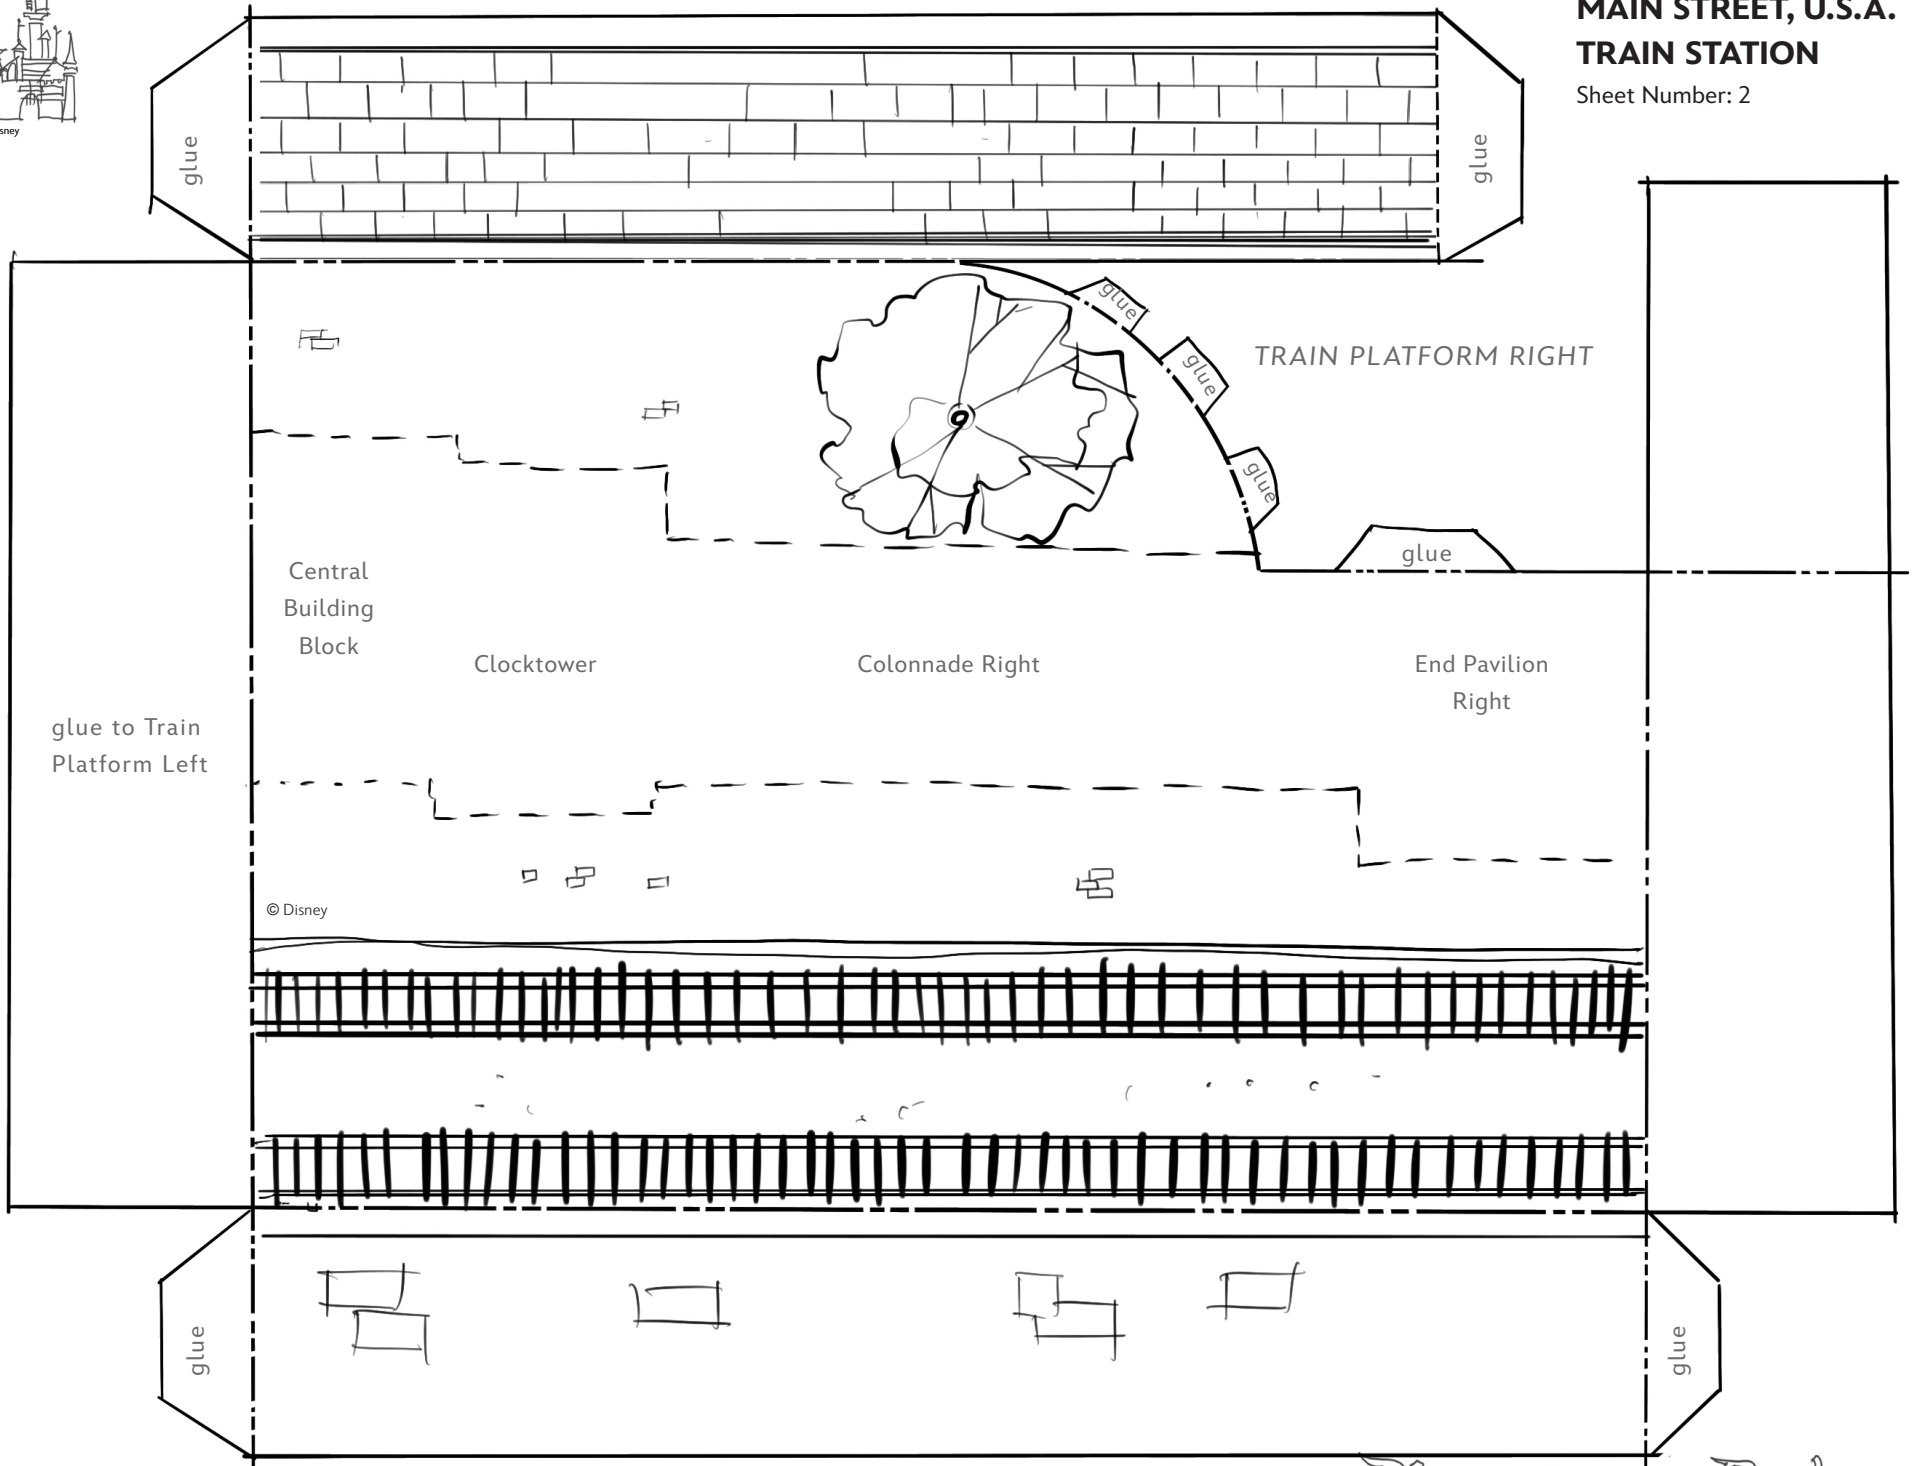 MAIN STREET, U.S.A.
TRAIN STATION
Sheet Number: 2
glue
glue
glue
glue
glue
TRAIN PLATFORM RIGHT
glue
Central
Building
Block
Clocktower
Colonnade Right
End Pavilion
Right
glue to Train
Platform Left
© Disney
glue
glue